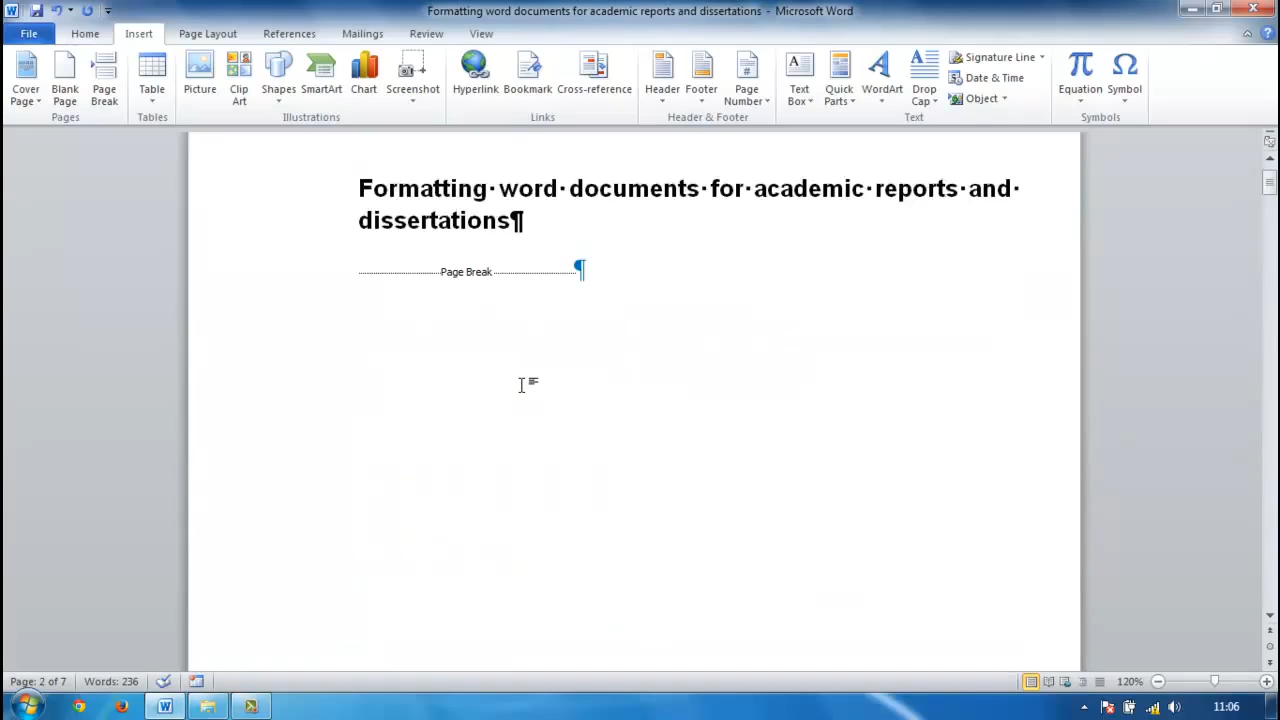 Formatting word documents for academic reports and dissertations - Microsoft Word
File Home Insert Page Layout References Mailings Review View
Cover Page
Blank Page
Page Break
Table
Picture
Clip Art
Shapes
SmartArt
Chart
Screenshot
Hyperlink
Bookmark
Cross-reference
Header
Footer
Page Number
Text Box
Quick Parts
WordArt
Drop Cap
Signature Line
Date & Time
Object
Equation
Symbol
Pages
Tables
Illustrations
Links
Header & Footer
Text
Symbols
Formatting·word·documents·for·academic·reports·and·
dissertations¶
Page Break¶
Page: 2 of 7 Words: 236 120%
11:06